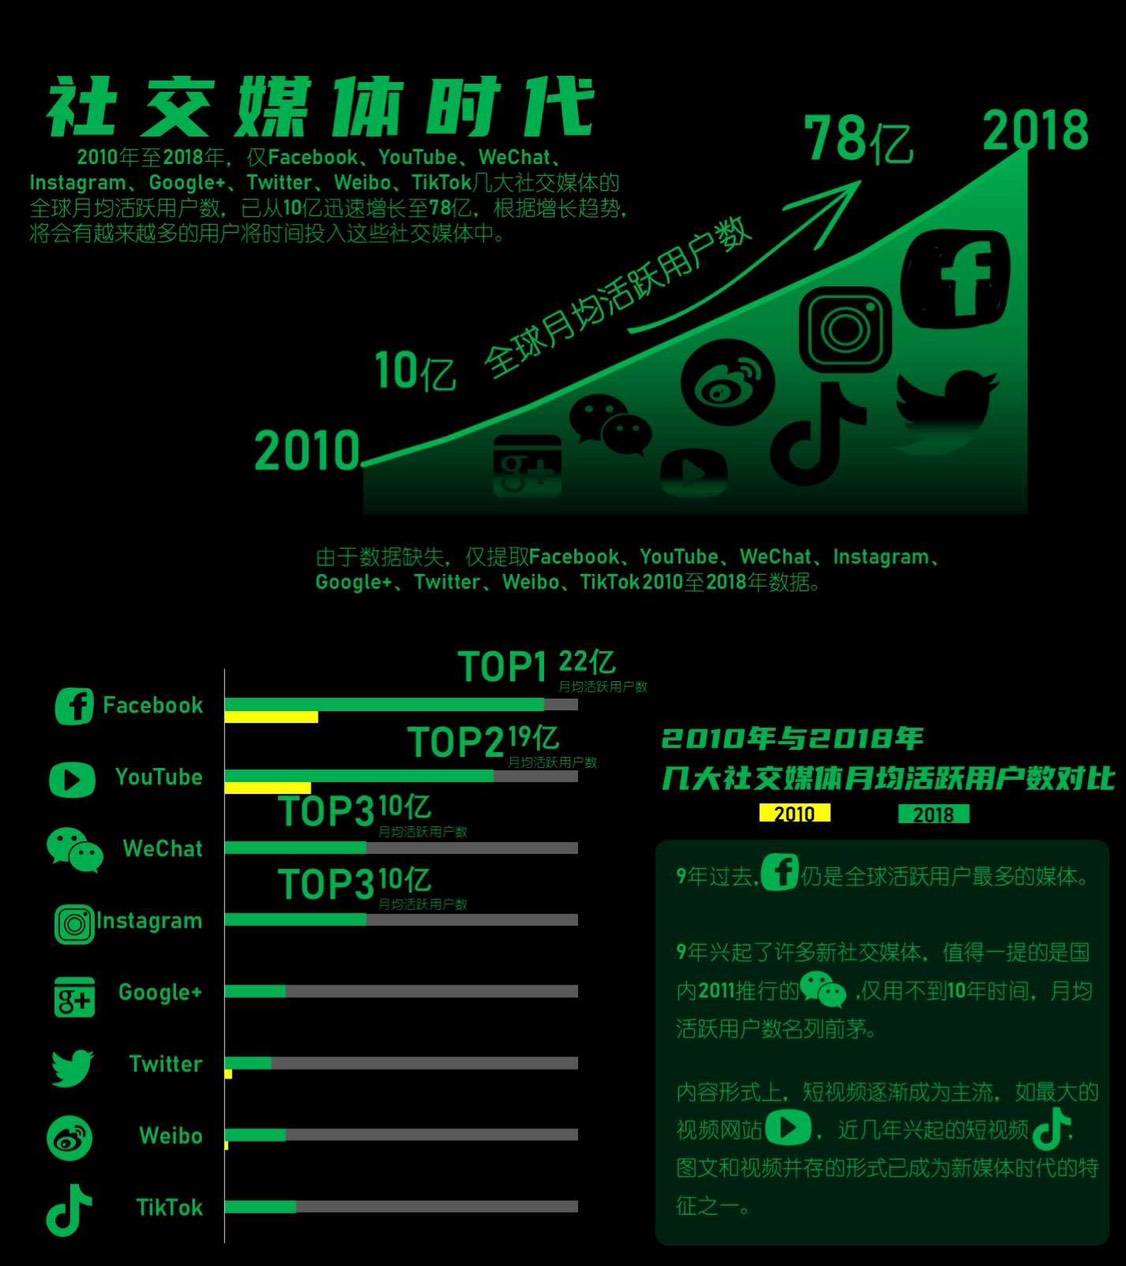 社交媒体时代
2010年至2018年，仅Facebook、YouTube、WeChat、
Instagram、Google+、Twitter、Weibo、TikTok几大社交媒体的
全球月均活跃用户数，已从10亿迅速增长至78亿，根据增长趋势，
将会有越来越多的用户将时间投入这些社交媒体中。
78亿
2018
全球月均活跃用户数
10亿
2010
g+
由于数据缺失，仅提取Facebook、YouTube、WeChat、Instagram、
Google+、Twitter、Weibo、TikTok2010至2018年数据。
TOP1 22亿
月均活跃用户数
Facebook
TOP2 19亿
月均活跃用户数
YouTube
TOP3 10亿
月均活跃用户数
WeChat
TOP3 10亿
月均活跃用户数
Instagram
g+ Google+
Twitter
Weibo
TikTok
2010年与2018年
几大社交媒体月均活跃用户数对比
2010 2018
9年过去,仍是全球活跃用户最多的媒体。
9年兴起了许多新社交媒体，值得一提的是国
内2011推行的,仅用不到10年时间，月均
活跃用户数名列前茅。
内容形式上，短视频逐渐成为主流，如最大的
视频网站，近几年兴起的短视频,
图文和视频并存的形式已成为新媒体时代的特
征之一。